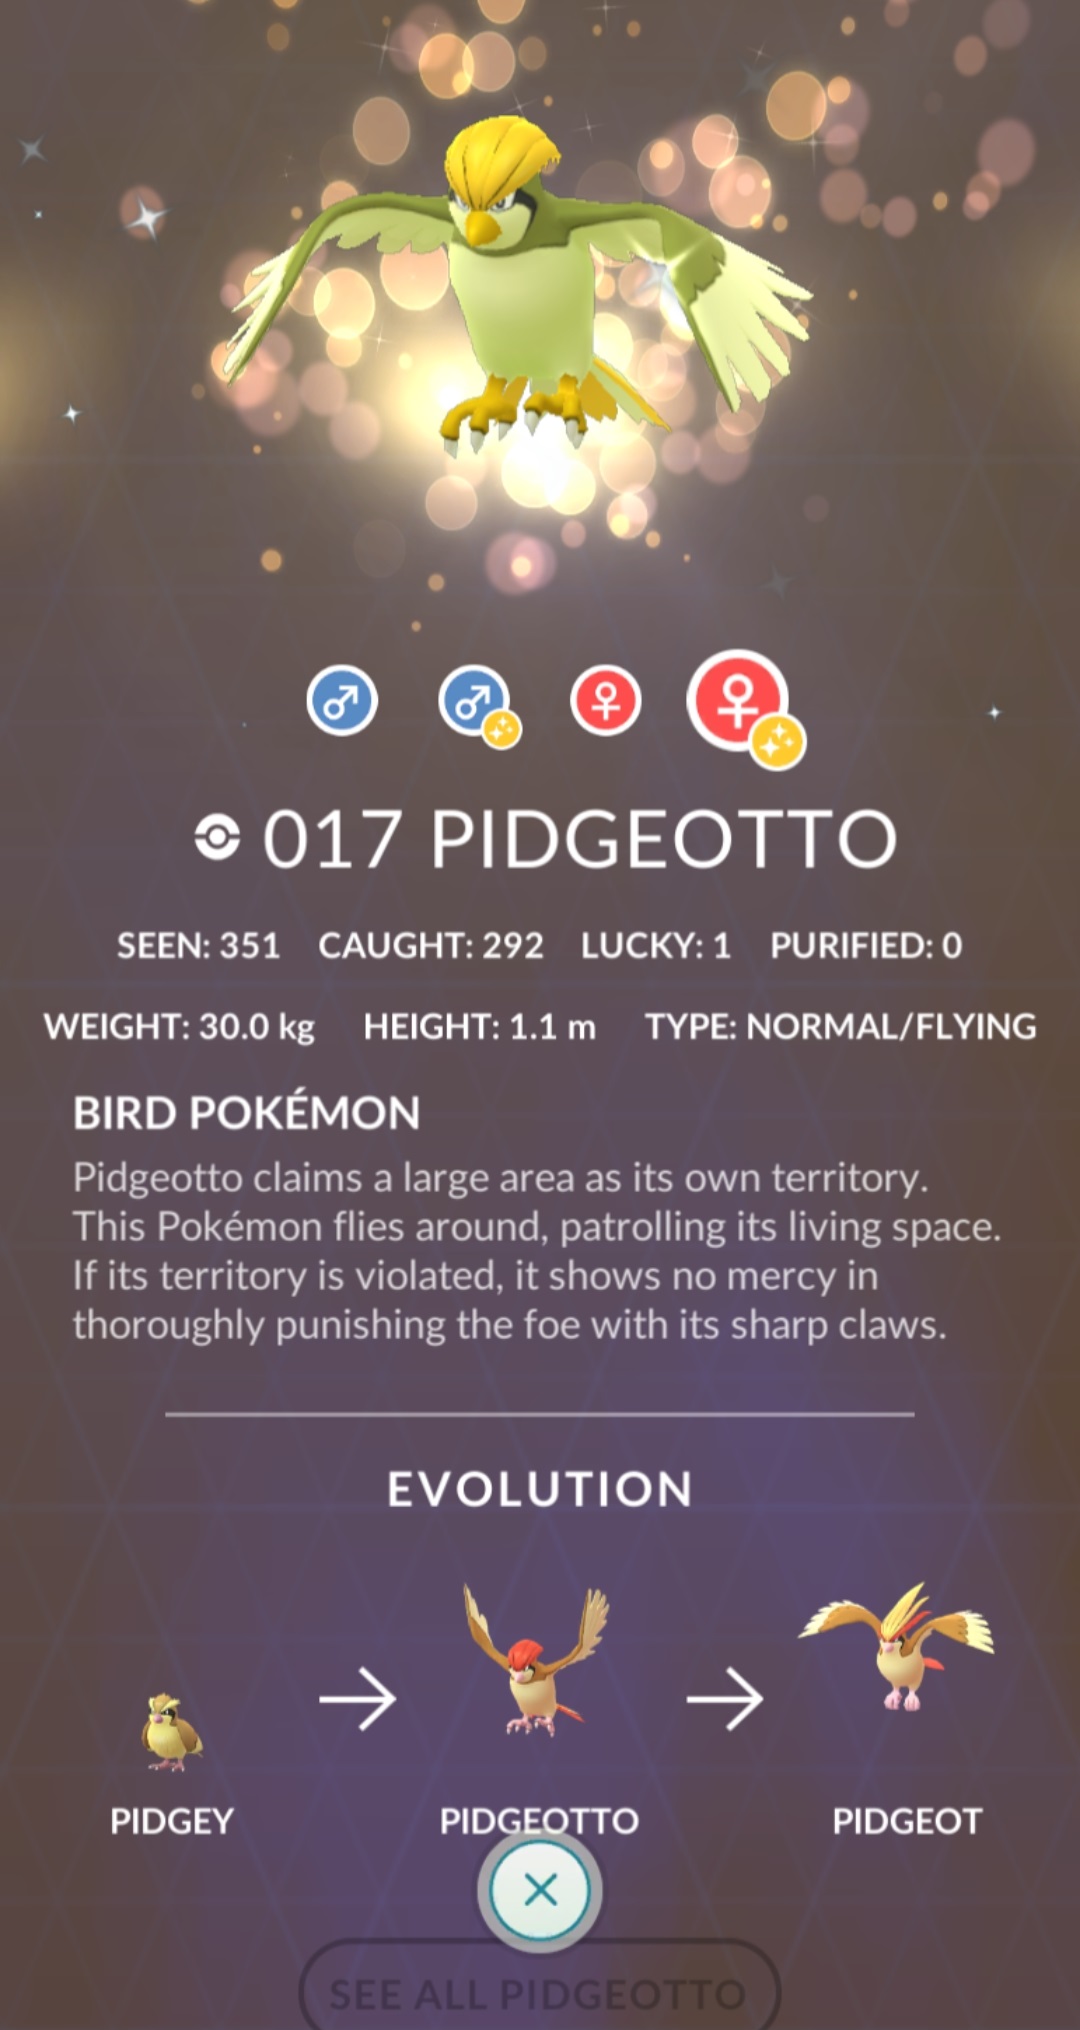 017 PIDGEOTTO
SEEN: 351 CAUGHT: 292 LUCKY: 1 PURIFIED: 0
WEIGHT: 30.0 kg HEIGHT: 1.1 m TYPE: NORMAL/FLYING
BIRD POKÉMON
Pidgeotto claims a large area as its own territory.
This Pokémon flies around, patrolling its living space.
If its territory is violated, it shows no mercy in
thoroughly punishing the foe with its sharp claws.
EVOLUTION
PIDGEY PIDGEOTTO PIDGEOT
SEE ALL PIDGEOTTO